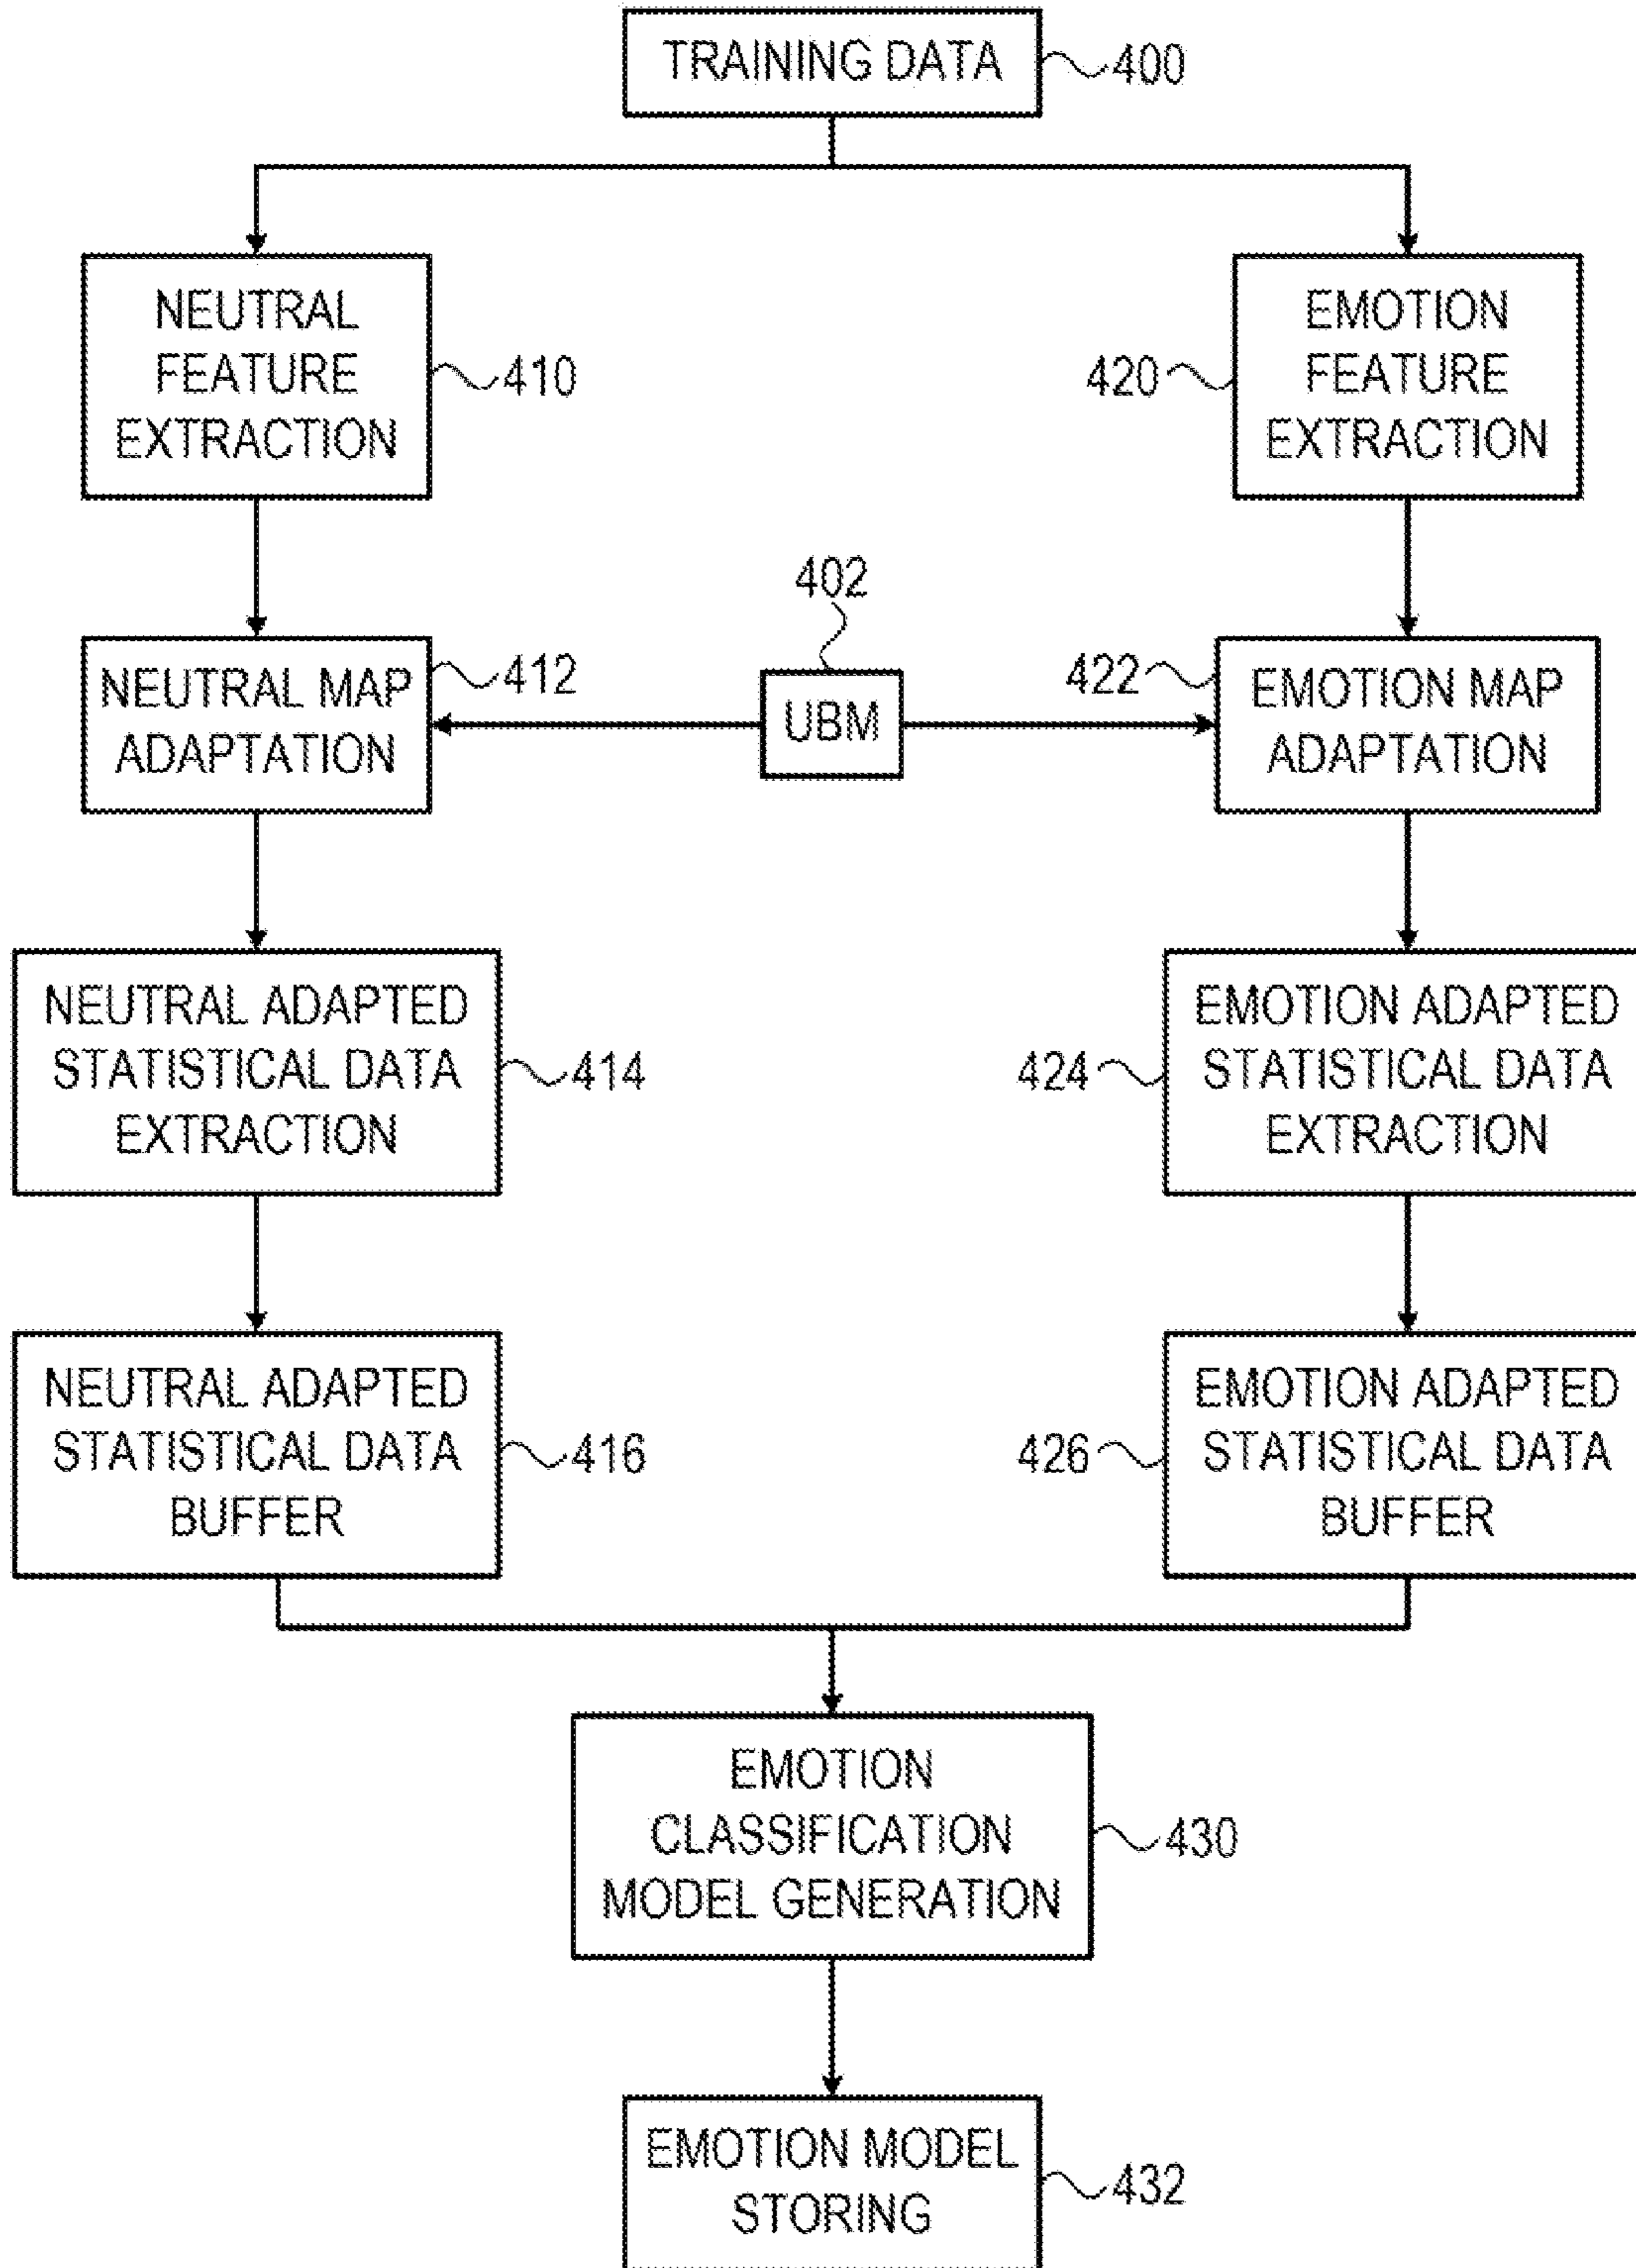 TRAINING DATA
400
NEUTRAL
FEATURE
EXTRACTION
410
EMOTION
FEATURE
EXTRACTION
420
402
UBM
NEUTRAL MAP
ADAPTATION
412
EMOTION MAP
ADAPTATION
422
NEUTRAL ADAPTED
STATISTICAL DATA
EXTRACTION
414
EMOTION ADAPTED
STATISTICAL DATA
EXTRACTION
424
NEUTRAL ADAPTED
STATISTICAL DATA
BUFFER
416
EMOTION ADAPTED
STATISTICAL DATA
BUFFER
426
EMOTION
CLASSIFICATION
MODEL GENERATION
430
EMOTION MODEL
STORING
432